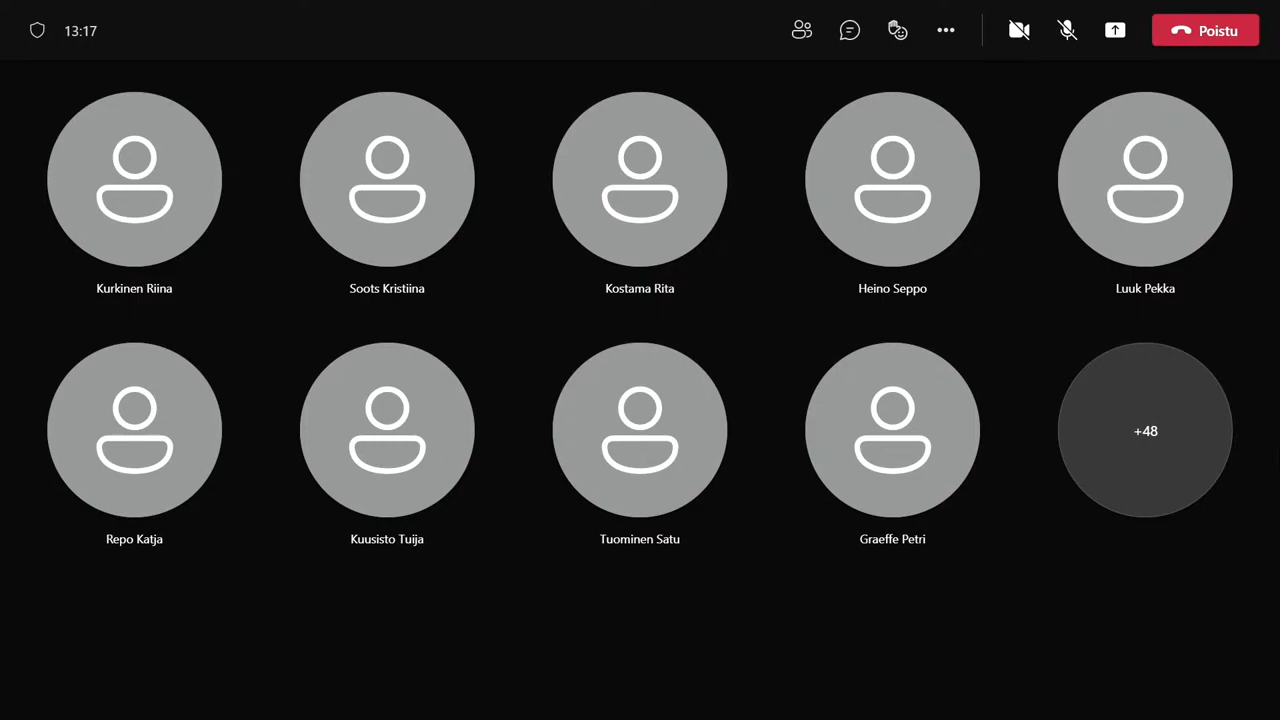 13:17
Poistu
Kurkinen Riina
Soots Kristiina
Kostama Rita
Heino Seppo
Luuk Pekka
Repo Katja
Kuusisto Tuija
Tuominen Satu
Graeffe Petri
+48